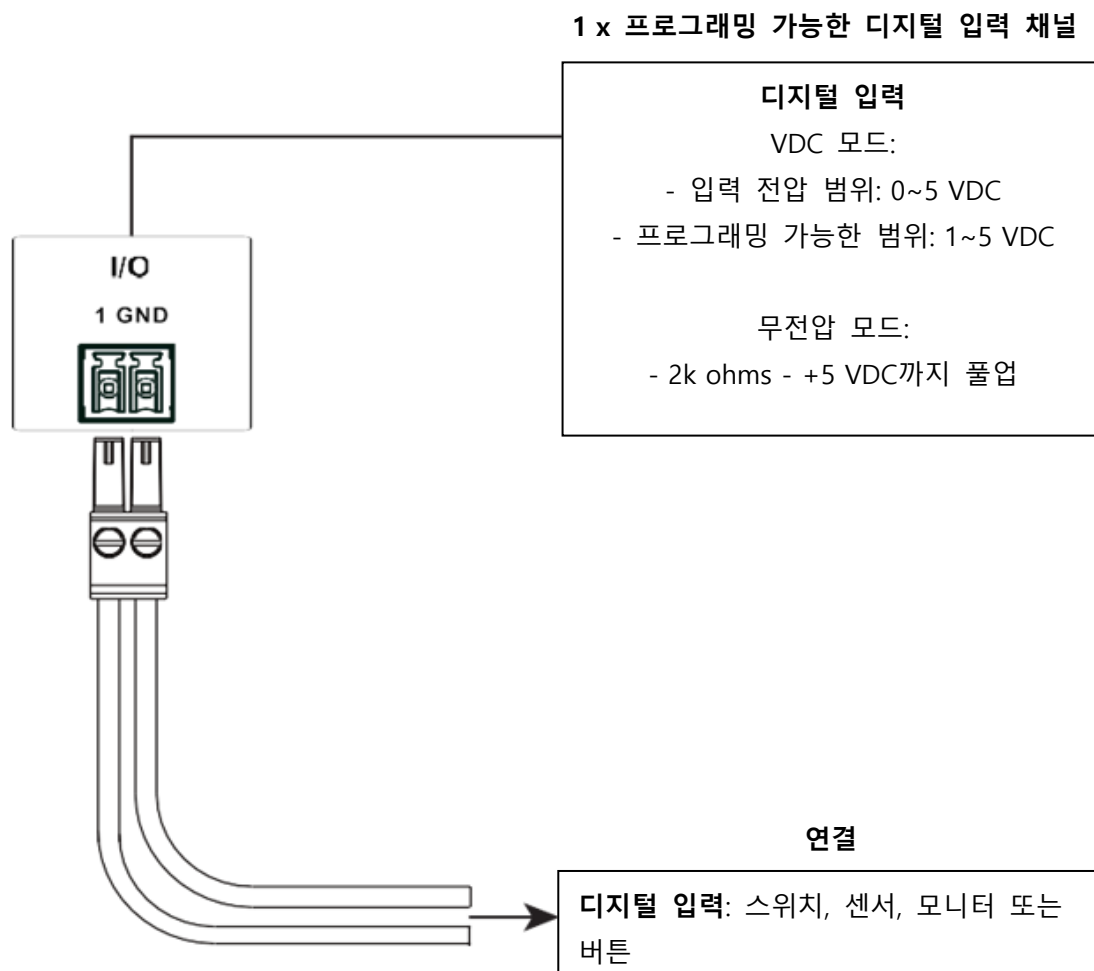 1 x 프로그래밍 가능한 디지털 입력 채널
디지털 입력
VDC 모드:
- 입력 전압 범위: 0~5 VDC
- 프로그래밍 가능한 범위: 1~5 VDC
무전압 모드:
- 2k ohms - +5 VDC까지 풀업
I/O
1 GND
연결
디지털 입력: 스위치, 센서, 모니터 또는
버튼